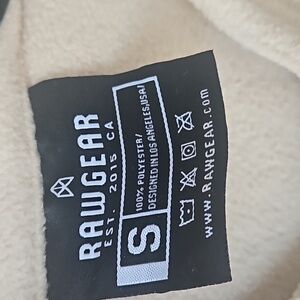 RAWGEAR
EST. 2015 CA
S
100% POLYESTER/
DESIGNED IN LOS ANGELES, USA/
www.RAWGEAR.com